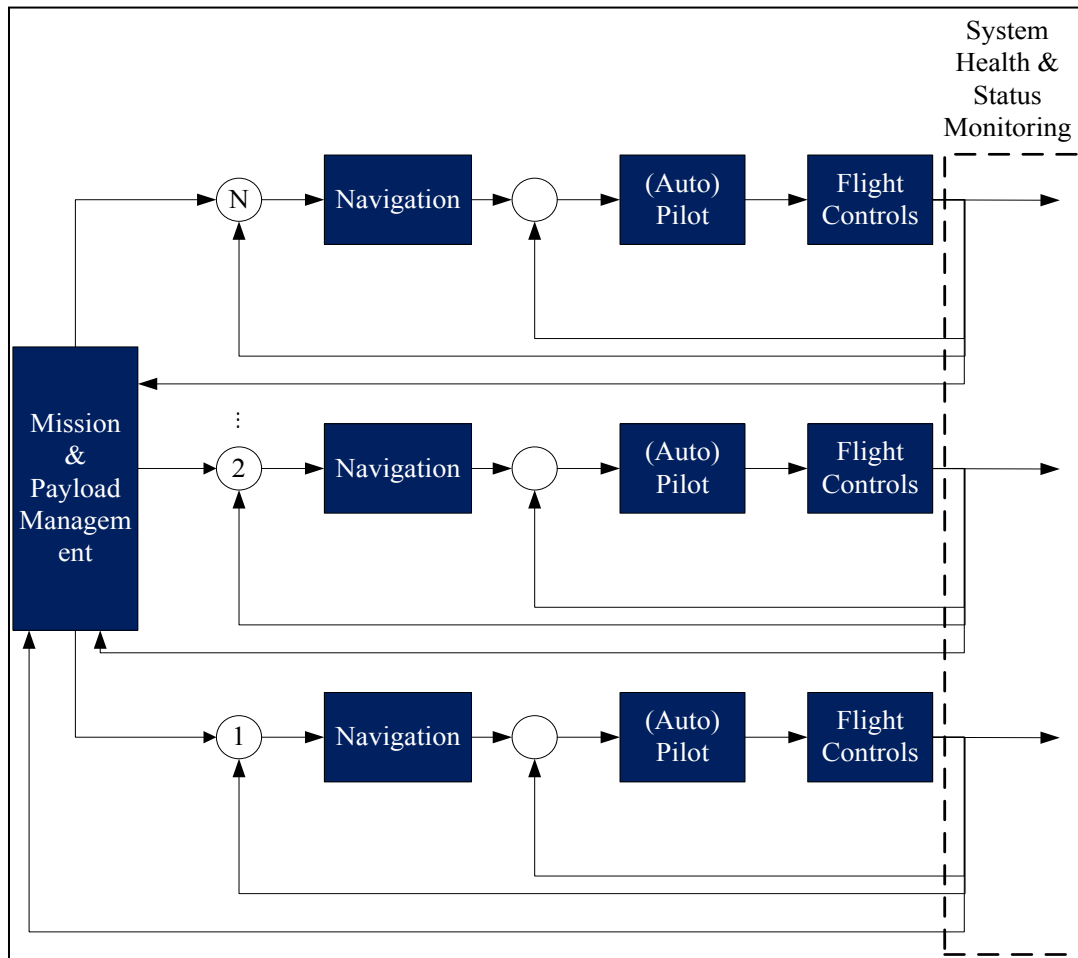 System
Health &
Status
Monitoring
N
Navigation
(Auto)
Pilot
Flight
Controls
Mission
&
Payload
Managem
ent
⋮
2
Navigation
(Auto)
Pilot
Flight
Controls
1
Navigation
(Auto)
Pilot
Flight
Controls